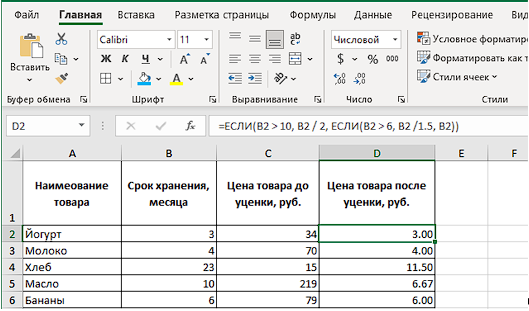 Файл Главная Вставка Разметка страницы Формулы Данные Рецензирование Вид
Вставить
Calibri 11
Ж К Ч
Числовой
% 000
Условное форматиро
Форматировать как т
Стили ячеек
Буфер обмена Шрифт Выравнивание Число Стили
D2 fx =ЕСЛИ(B2 > 10, B2 / 2, ЕСЛИ(B2 > 6, B2 /1.5, B2))
A B C D E F
1 Наимеование товара Срок хранения, месяца Цена товара до уценки, руб. Цена товара после уценки, руб.
2 Йогурт 3 34 3.00
3 Молоко 4 70 4.00
4 Хлеб 23 15 11.50
5 Масло 10 219 6.67
6 Бананы 6 79 6.00